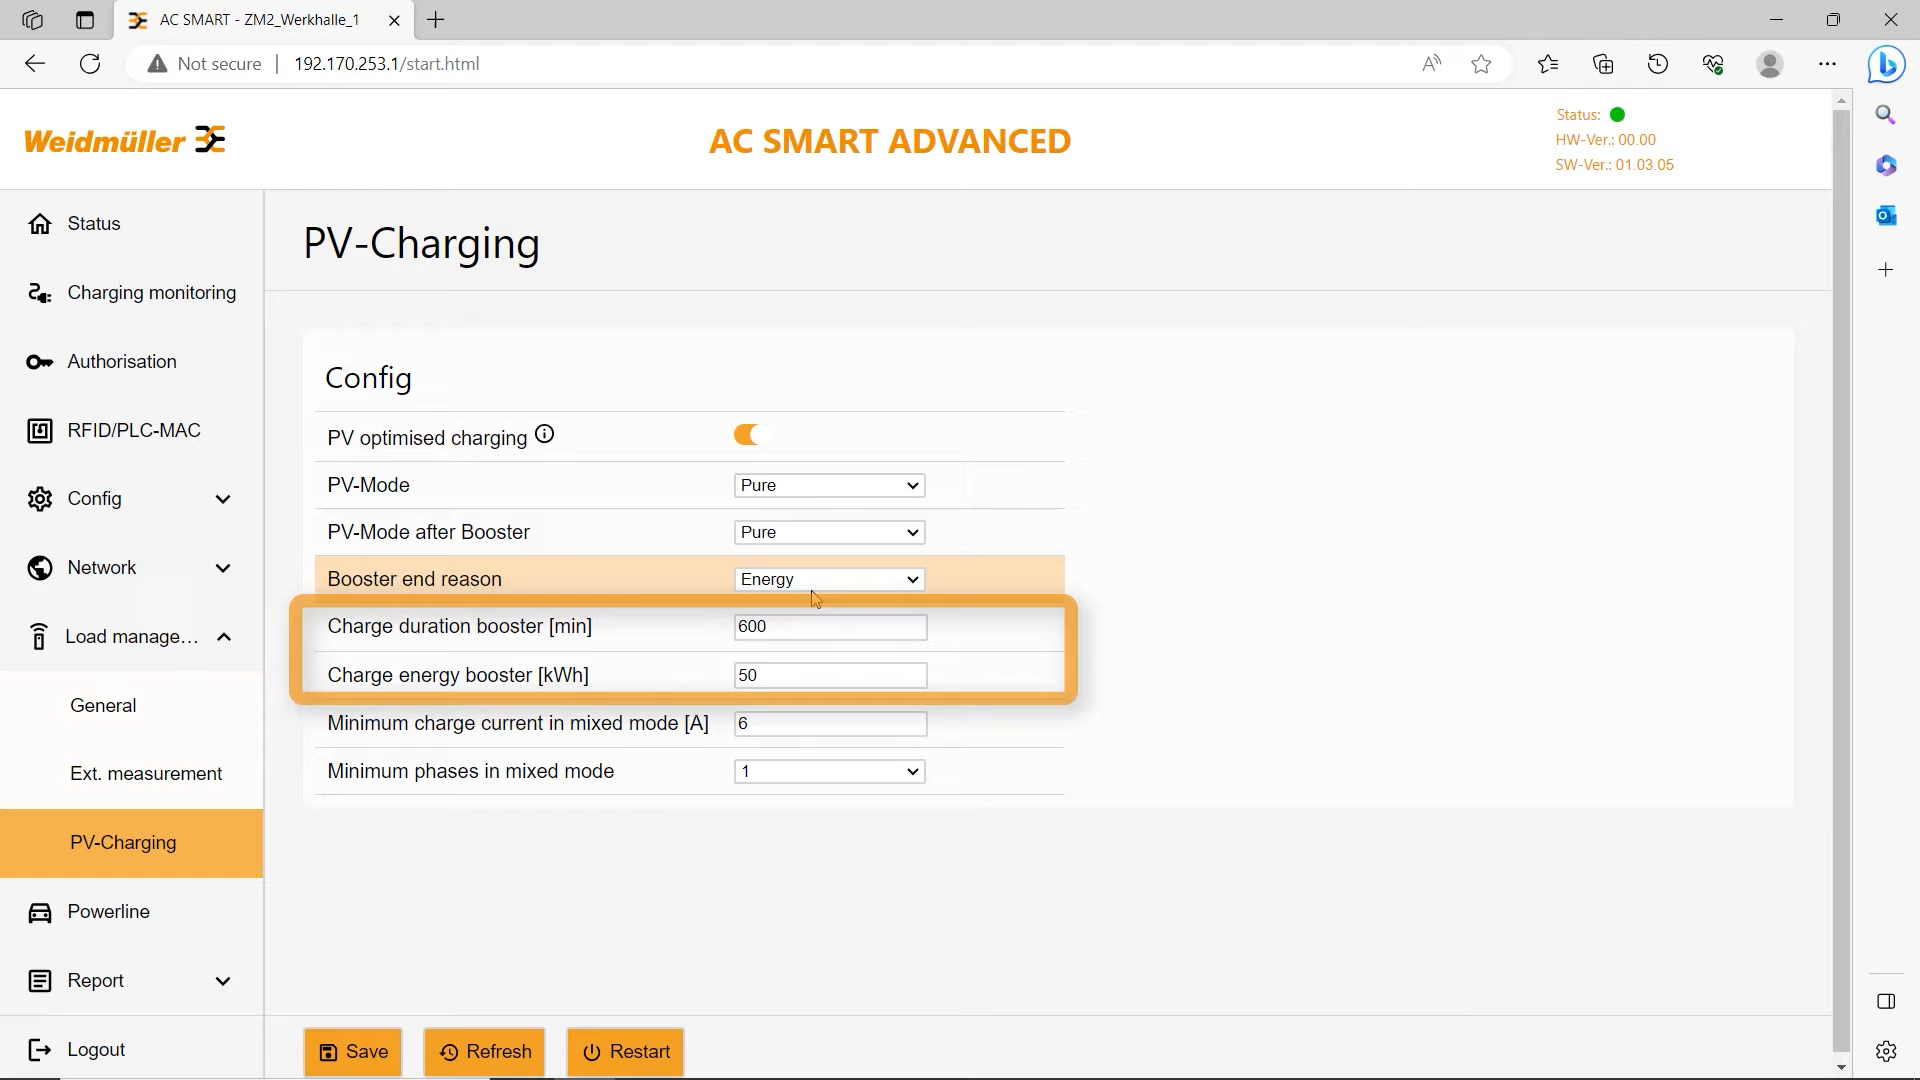 AC SMART - ZM2_Werkhalle_1
Not secure
192.170.253.1/start.html
Weidmüller
AC SMART ADVANCED
Status:
HW-Ver.: 00.00
SW-Ver.: 01.03.05
Status
Charging monitoring
Authorisation
RFID/PLC-MAC
Config
Network
Load manage...
General
Ext. measurement
PV-Charging
Powerline
Report
Logout
PV-Charging
Config
PV optimised charging
PV-Mode Pure
PV-Mode after Booster Pure
Booster end reason Energy
Charge duration booster [min] 600
Charge energy booster [kWh] 50
Minimum charge current in mixed mode [A] 6
Minimum phases in mixed mode 1
Save Refresh Restart